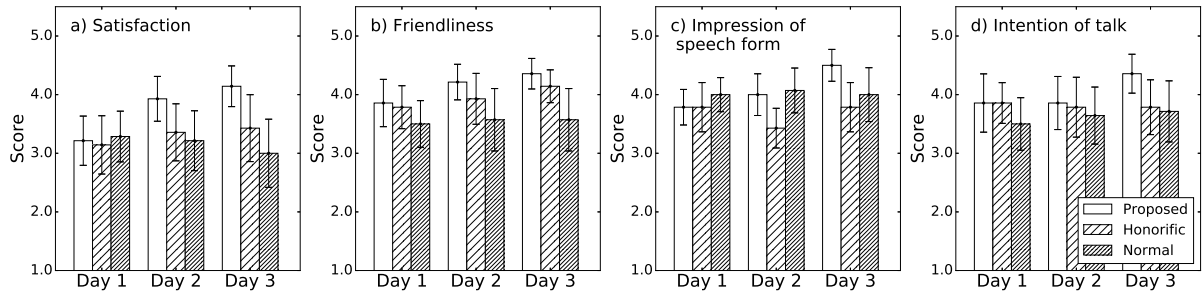 a) Satisfaction
Score
5.0
4.0
3.0
2.0
1.0
Day 1 Day 2 Day 3
b) Friendliness
Score
5.0
4.0
3.0
2.0
1.0
Day 1 Day 2 Day 3
c) Impression of
speech form
Score
5.0
4.0
3.0
2.0
1.0
Day 1 Day 2 Day 3
d) Intention of talk
Score
5.0
4.0
3.0
2.0
1.0
Day 1 Day 2 Day 3
Proposed
Honorific
Normal